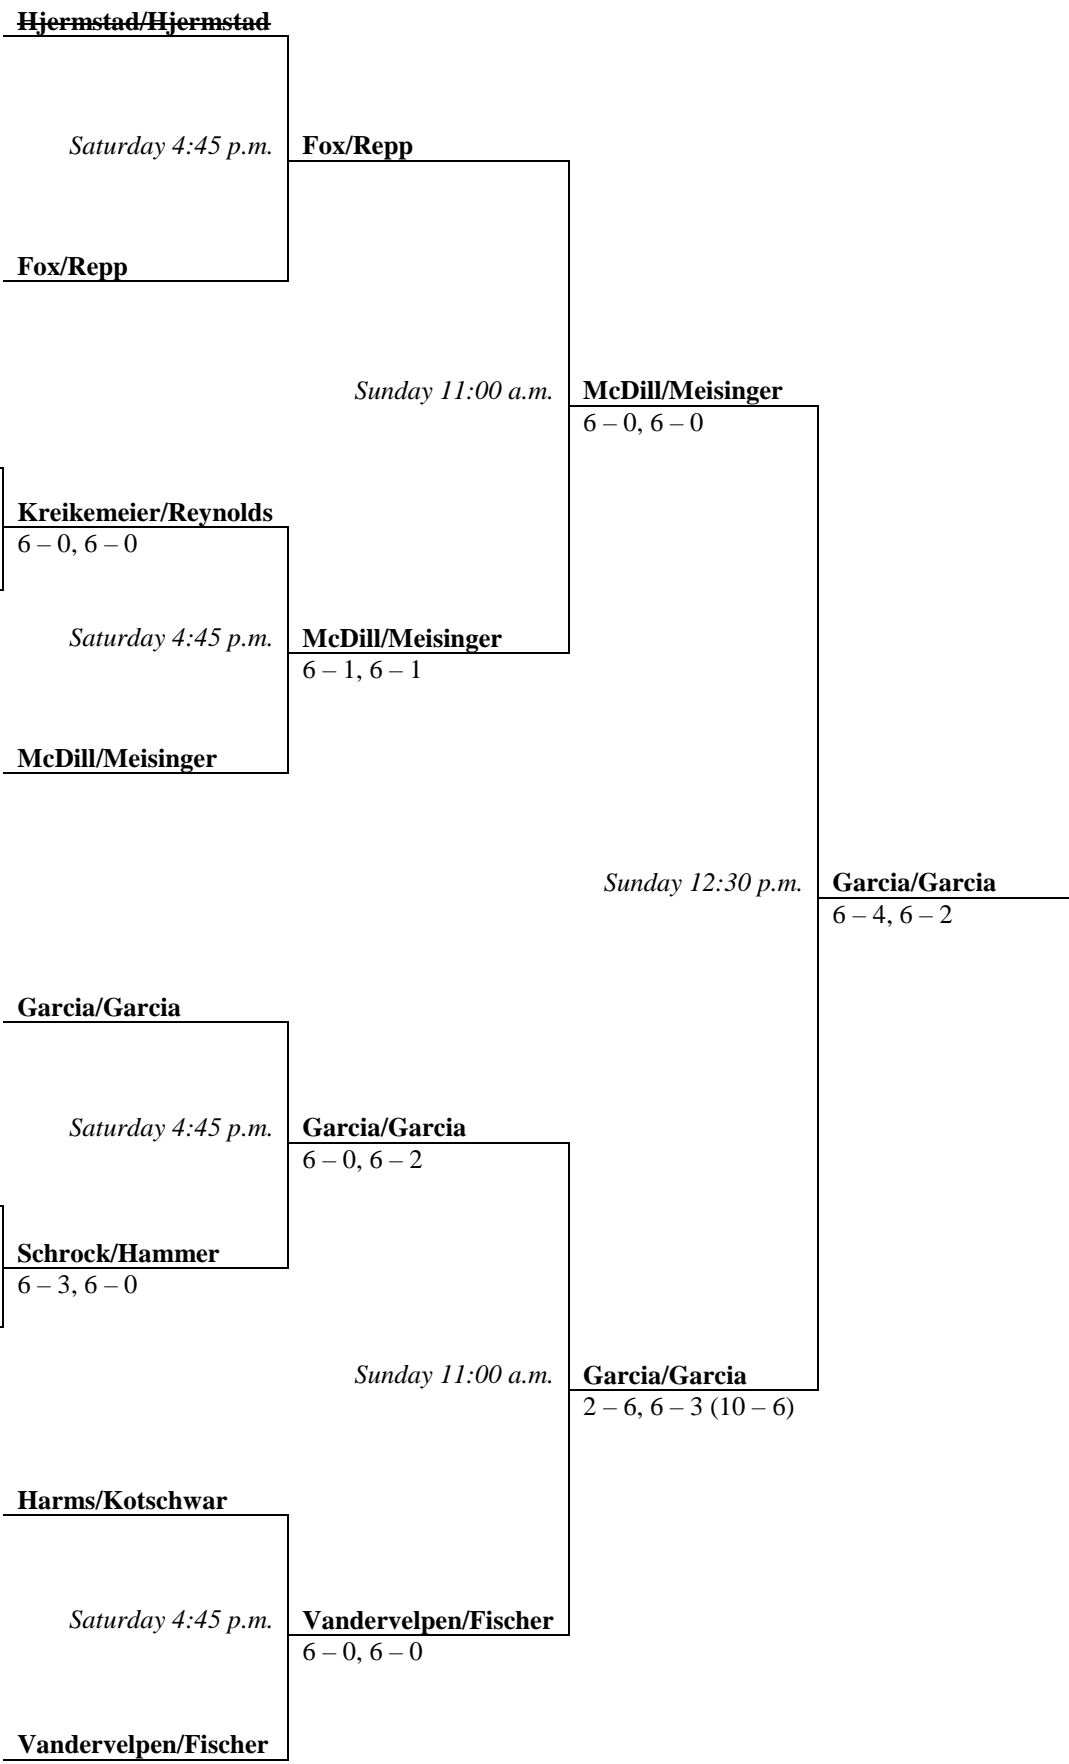 Hjermstad/Hjermstad
Saturday 4:45 p.m.
Fox/Repp
Fox/Repp
Sunday 11:00 a.m.
McDill/Meisinger
6 – 0, 6 – 0
Kreikemeier/Reynolds
6 – 0, 6 – 0
Saturday 4:45 p.m.
McDill/Meisinger
6 – 1, 6 – 1
McDill/Meisinger
Sunday 12:30 p.m.
Garcia/Garcia
6 – 4, 6 – 2
Garcia/Garcia
Saturday 4:45 p.m.
Garcia/Garcia
6 – 0, 6 – 2
Schrock/Hammer
6 – 3, 6 – 0
Sunday 11:00 a.m.
Garcia/Garcia
2 – 6, 6 – 3 (10 – 6)
Harms/Kotschwar
Saturday 4:45 p.m.
Vandervelpen/Fischer
6 – 0, 6 – 0
Vandervelpen/Fischer